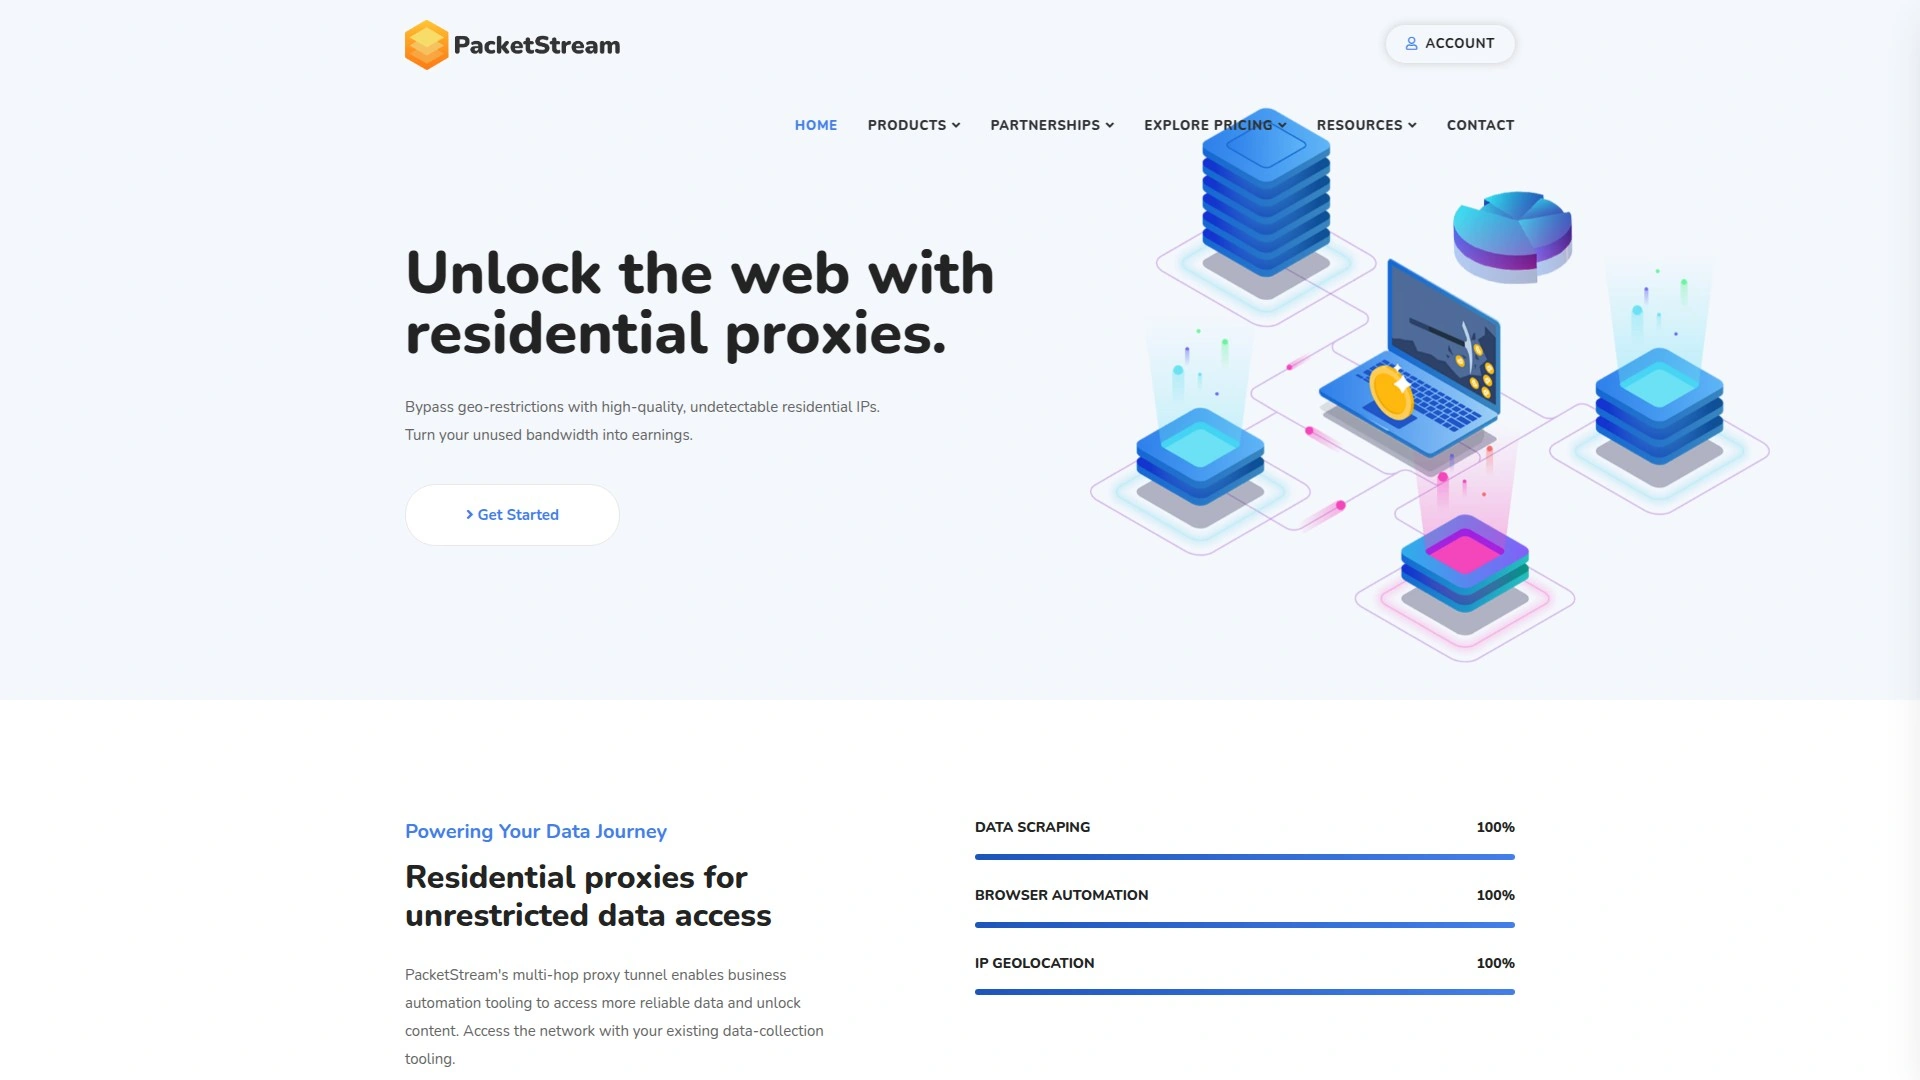 PacketStream
ACCOUNT
HOME PRODUCTS PARTNERSHIPS EXPLORE PRICING RESOURCES CONTACT
Unlock the web with
residential proxies.
Bypass geo-restrictions with high-quality, undetectable residential IPs.
Turn your unused bandwidth into earnings.
Get Started
Powering Your Data Journey
Residential proxies for
unrestricted data access
PacketStream's multi-hop proxy tunnel enables business
automation tooling to access more reliable data and unlock
content. Access the network with your existing data-collection
tooling.
DATA SCRAPING 100%
BROWSER AUTOMATION 100%
IP GEOLOCATION 100%